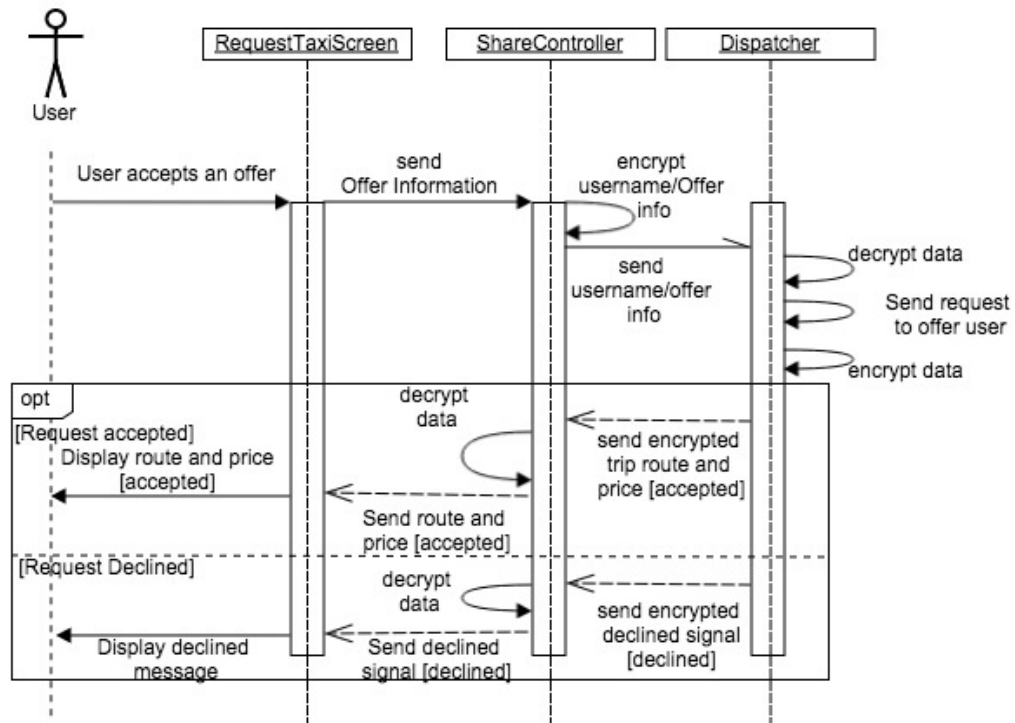 RequestTaxiScreen
ShareController
Dispatcher
User
User accepts an offer
send
Offer Information
encrypt
username/Offer
info
send
username/offer
info
decrypt data
Send request
to offer user
encrypt data
opt
[Request accepted]
Display route and price
[accepted]
decrypt
data
send encrypted
trip route and
price [accepted]
Send route and
price [accepted]
[Request Declined]
decrypt
data
send encrypted
declined signal
[declined]
Display declined
message
Send declined
signal [declined]